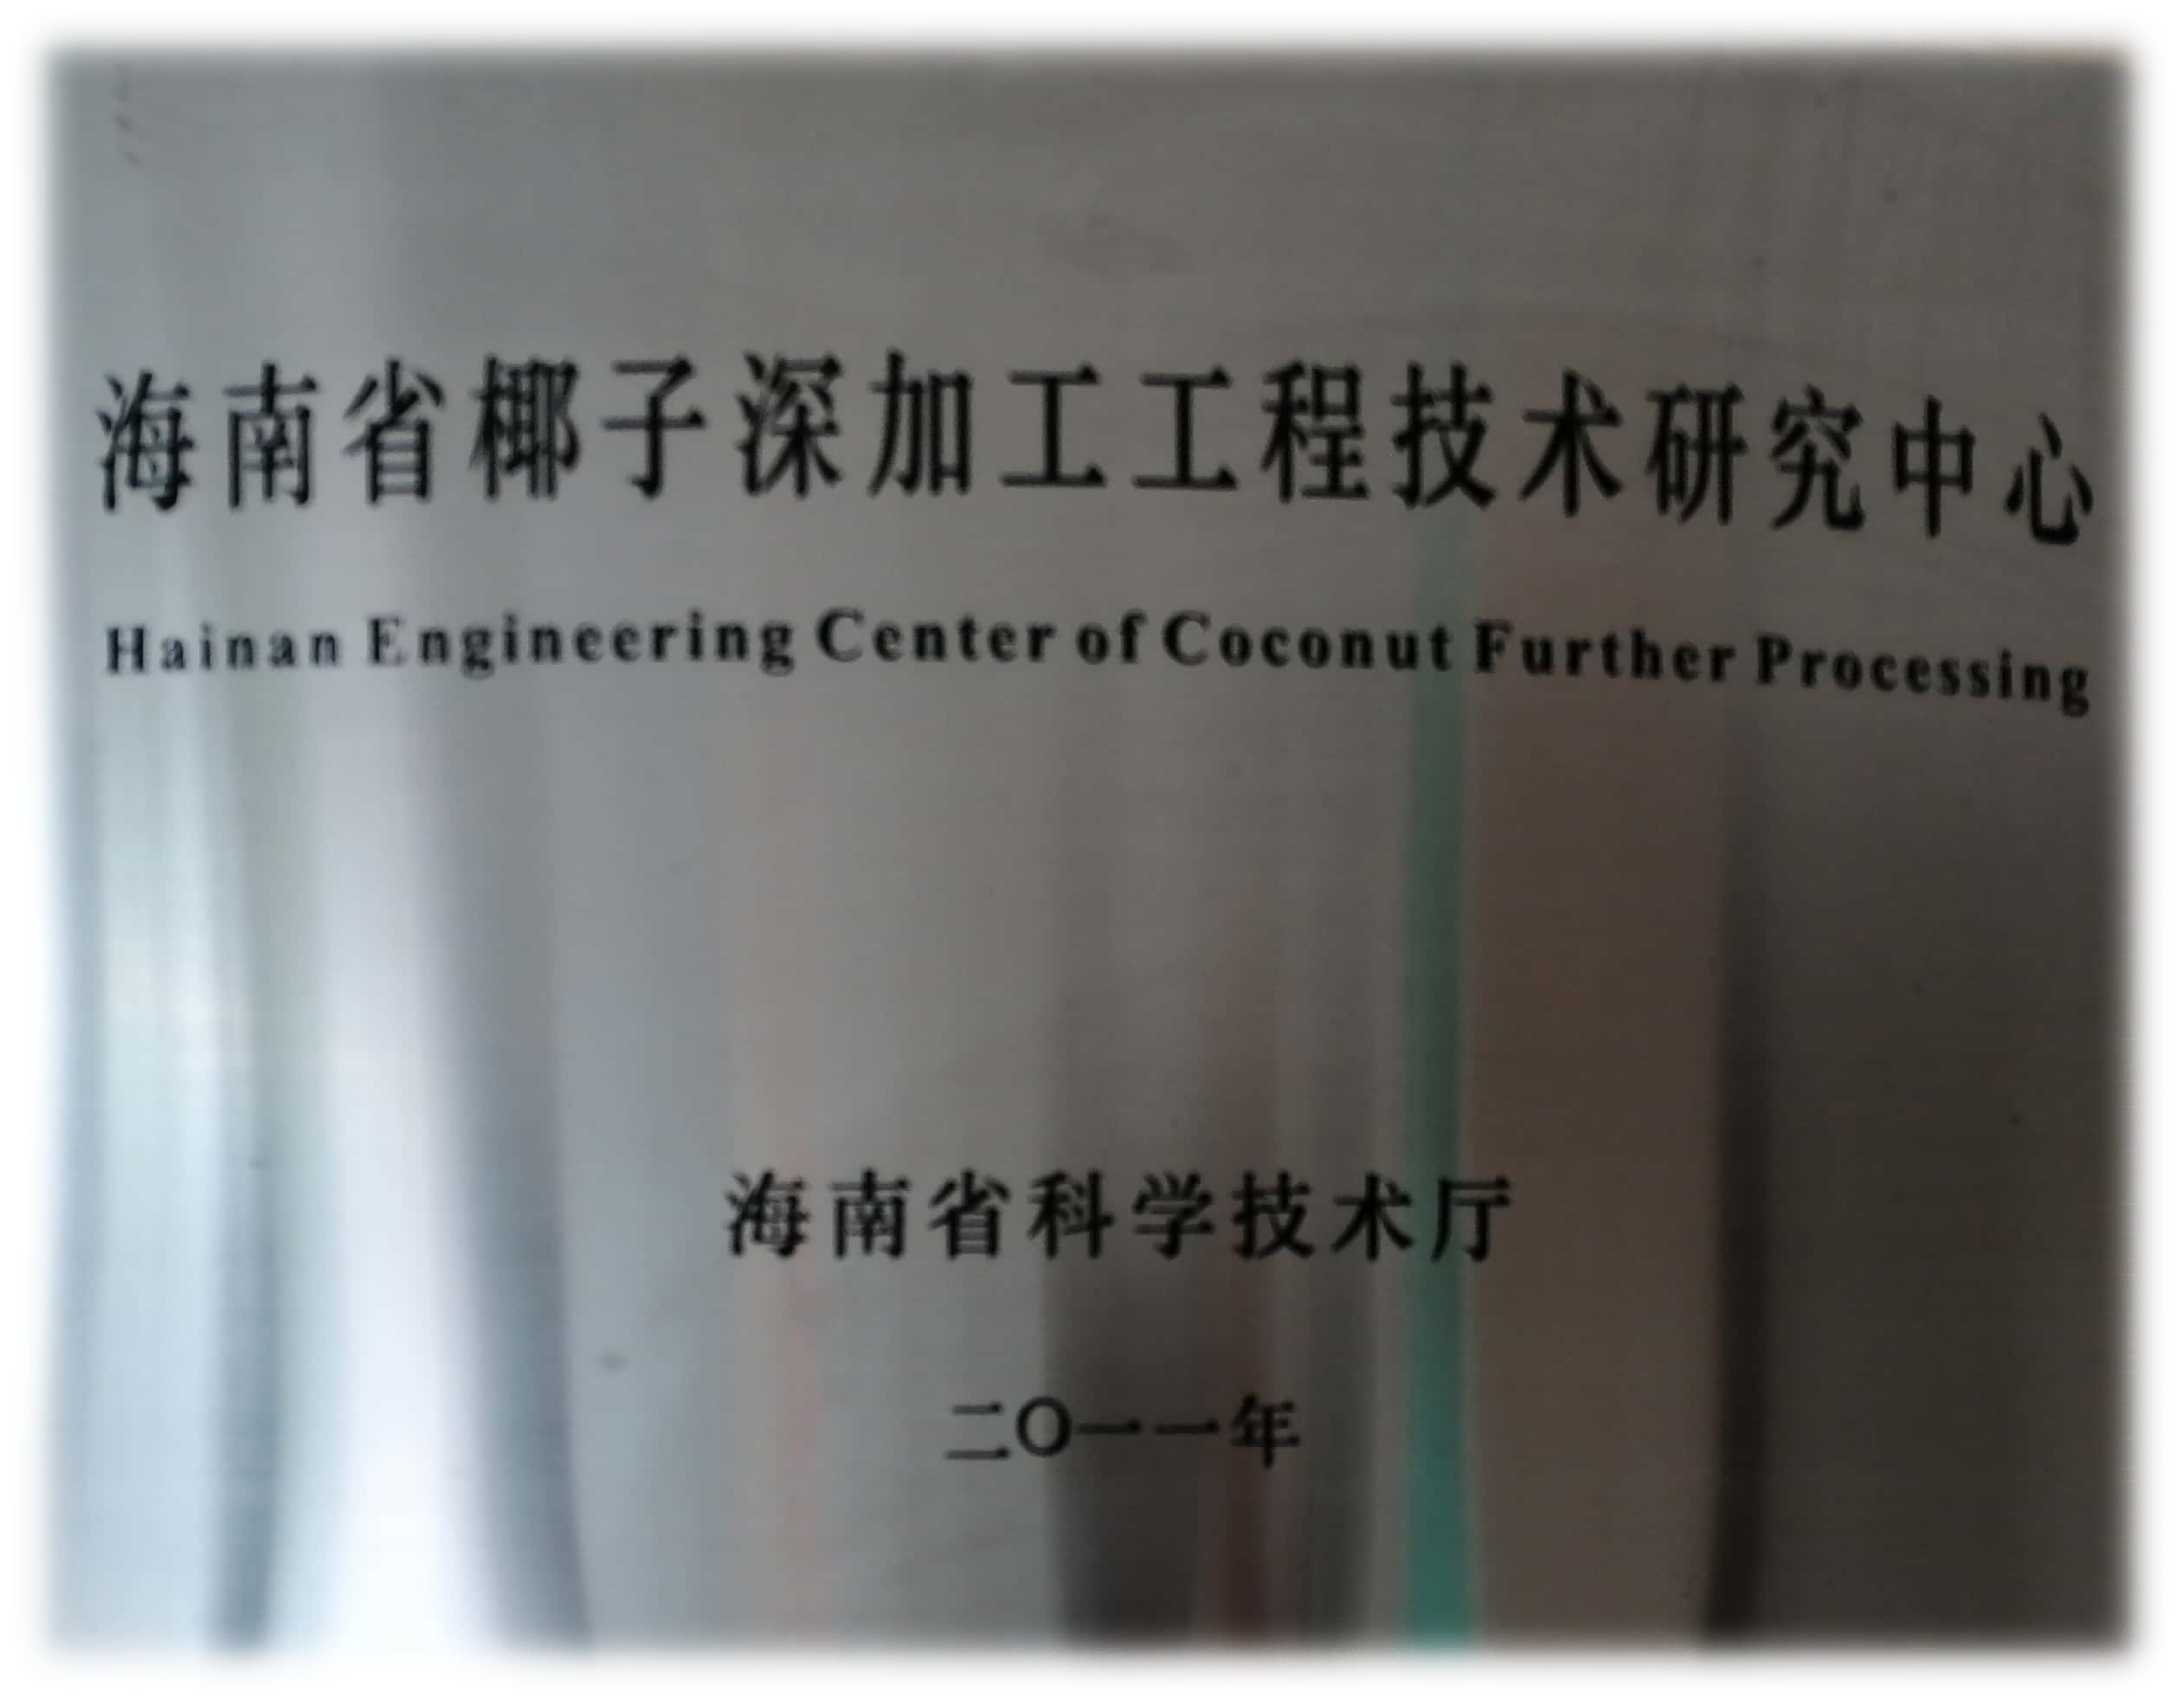 海南省椰子深加工工程技术研究中心
Hainan Engineering Center of Coconut Further Processing
海南省科学技术厅
二〇一一年